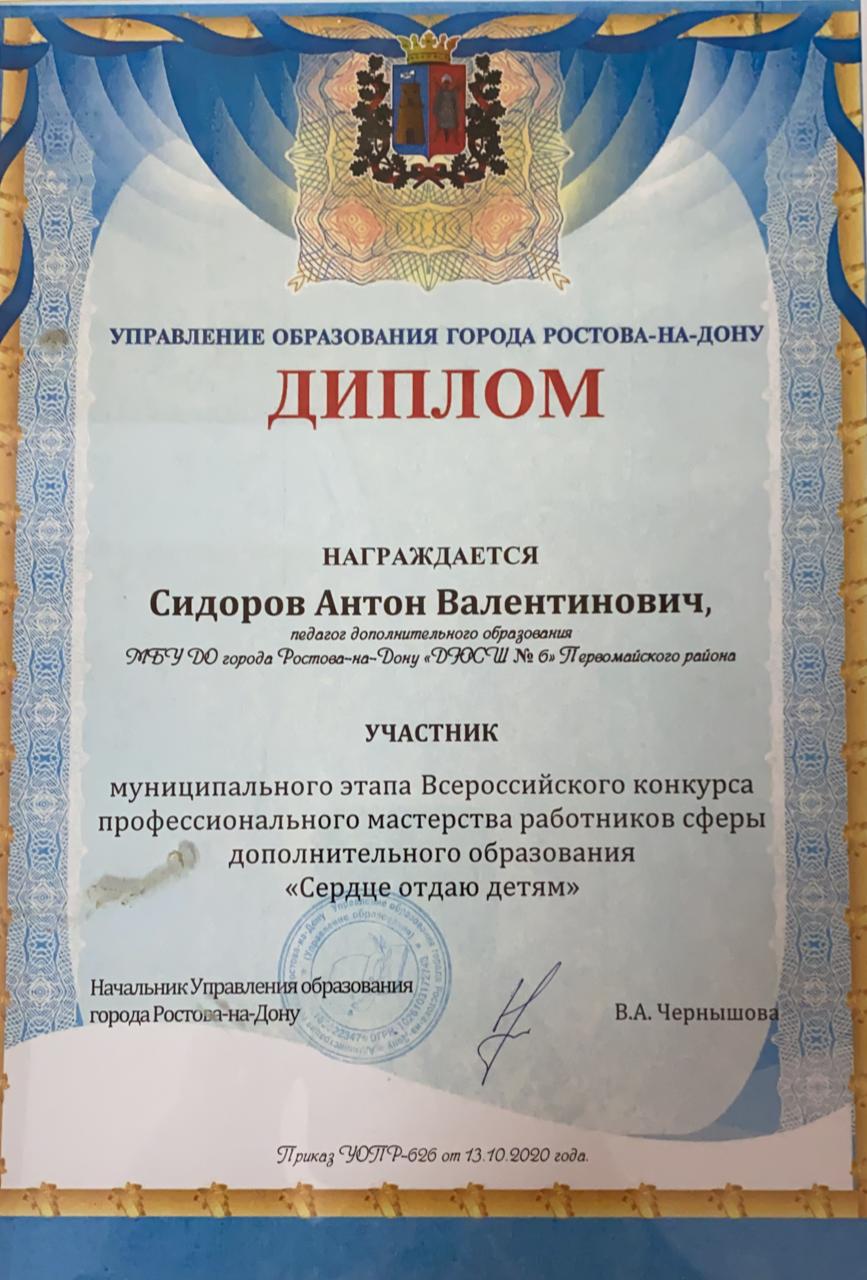 УПРАВЛЕНИЕ ОБРАЗОВАНИЯ ГОРОДА РОСТОВА-НА-ДОНУ
ДИПЛОМ
НАГРАЖДАЕТСЯ
Сидоров Антон Валентинович,
педагог дополнительного образования
МБУ ДО города Ростова-на-Дону «ДЮСШ № 6» Первомайского района
УЧАСТНИК
муниципального этапа Всероссийского конкурса
профессионального мастерства работников сферы
дополнительного образования
«Сердце отдаю детям»
Начальник Управления образования
города Ростова-на-Дону
В.А. Чернышова
Приказ УОПР-626 от 13.10.2020 года.